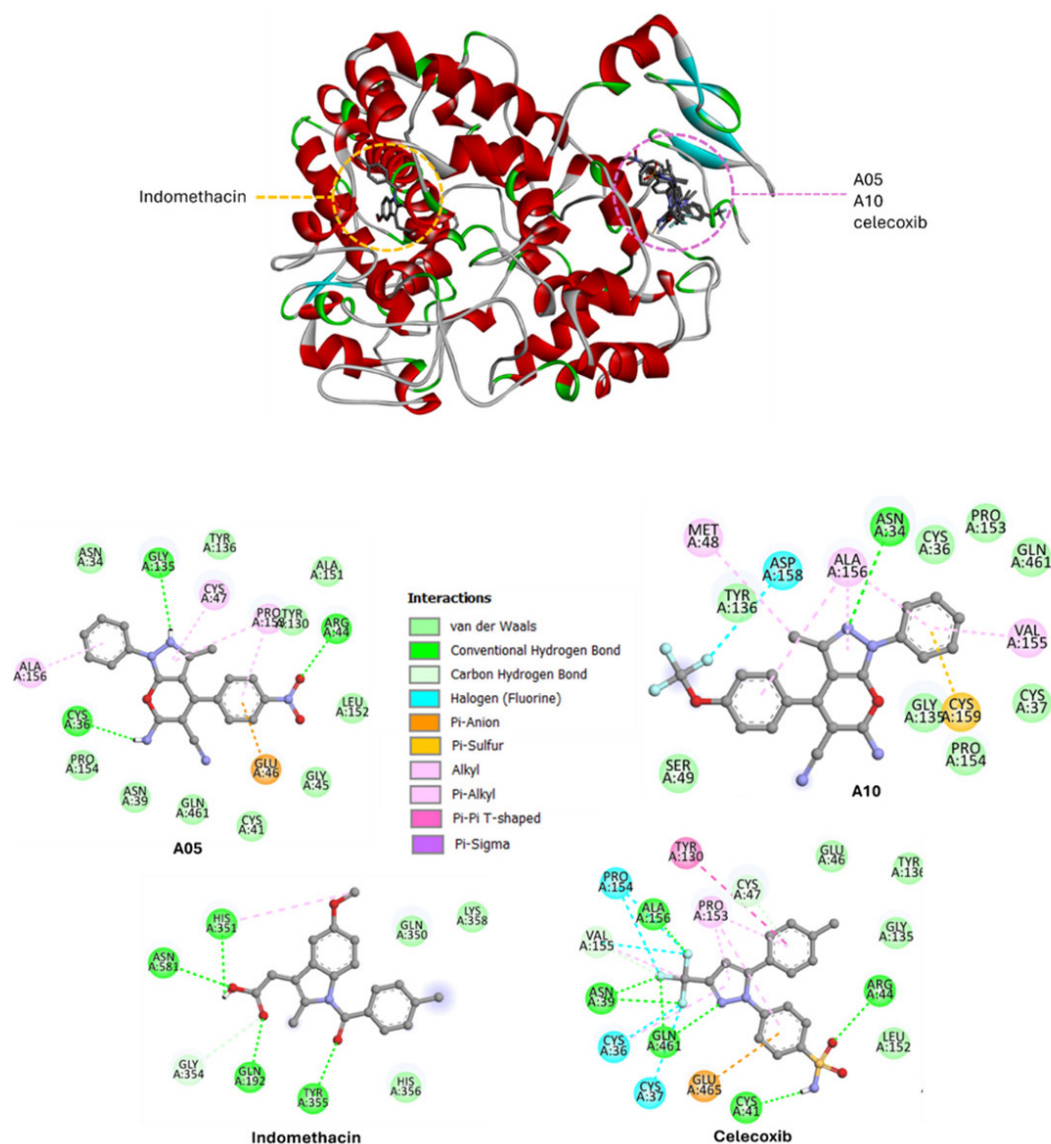 Indomethacin
A05
A10
celecoxib
ASN
A:34
GLY
A:135
TYR
A:136
CYS
A:47
ALA
A:151
PRO
A:153
TYR
A:130
ARG
A:44
ALA
A:156
LEU
A:152
CYS
A:36
PRO
A:154
ASN
A:39
GLN
A:461
CYS
A:41
GLU
A:46
GLY
A:45
A05
Interactions
van der Waals
Conventional Hydrogen Bond
Carbon Hydrogen Bond
Halogen (Fluorine)
Pi-Anion
Pi-Sulfur
Alkyl
Pi-Alkyl
Pi-Pi T-shaped
Pi-Sigma
MET
A:48
ASP
A:158
TYR
A:136
ALA
A:156
ASN
A:34
CYS
A:36
PRO
A:153
GLN
A:461
VAL
A:155
CYS
A:37
GLY
A:135
CYS
A:159
PRO
A:154
SER
A:49
A10
HIS
A:351
ASN
A:581
GLY
A:354
GLN
A:192
TYR
A:355
HIS
A:356
GLN
A:350
LYS
A:358
Indomethacin
PRO
A:154
ALA
A:156
VAL
A:155
ASN
A:39
CYS
A:36
GLN
A:461
CYS
A:37
TYR
A:130
PRO
A:153
CYS
A:47
GLU
A:46
TYR
A:136
GLY
A:135
ARG
A:44
LEU
A:152
GLU
A:465
CYS
A:41
Celecoxib